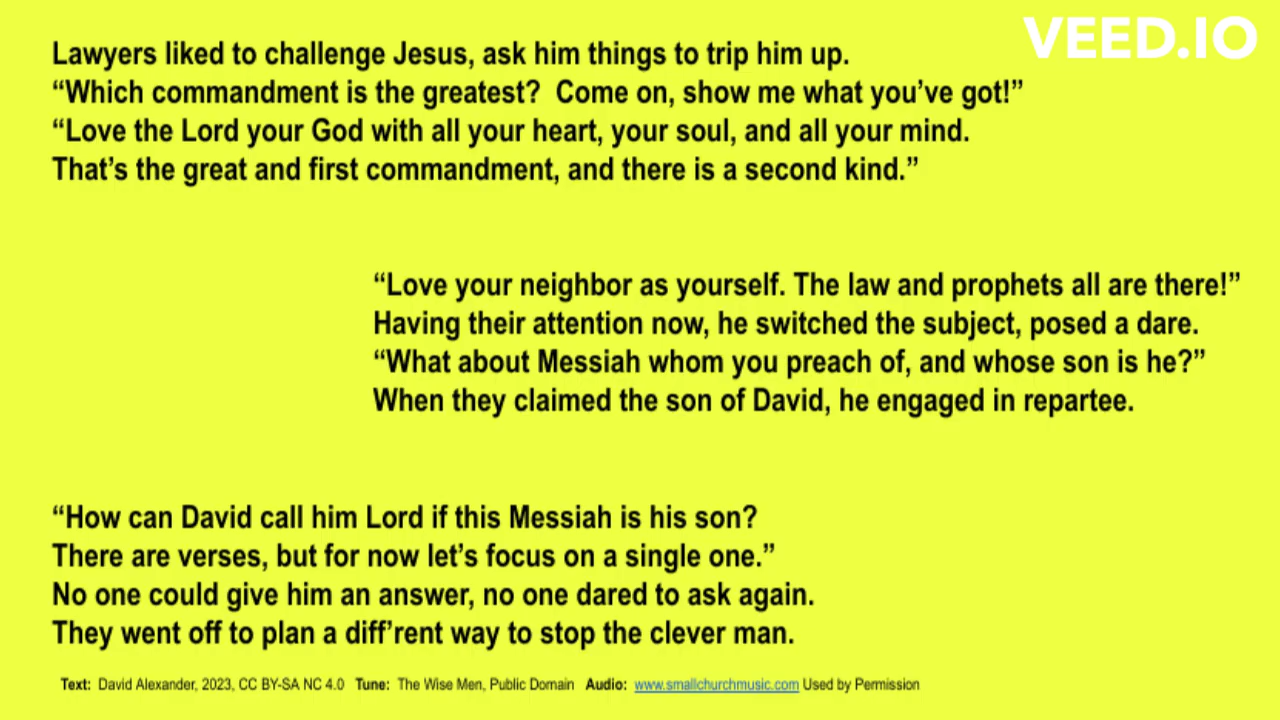 VEED.IO
Lawyers liked to challenge Jesus, ask him things to trip him up.
“Which commandment is the greatest?  Come on, show me what you’ve got!”
“Love the Lord your God with all your heart, your soul, and all your mind.
That’s the great and first commandment, and there is a second kind.”
“Love your neighbor as yourself. The law and prophets all are there!”
Having their attention now, he switched the subject, posed a dare.
“What about Messiah whom you preach of, and whose son is he?”
When they claimed the son of David, he engaged in repartee.
“How can David call him Lord if this Messiah is his son?
There are verses, but for now let’s focus on a single one.”
No one could give him an answer, no one dared to ask again.
They went off to plan a diff’rent way to stop the clever man.
Text:  David Alexander, 2023, CC BY-SA NC 4.0   Tune:  The Wise Men, Public Domain   Audio:  www.smallchurchmusic.com Used by Permission